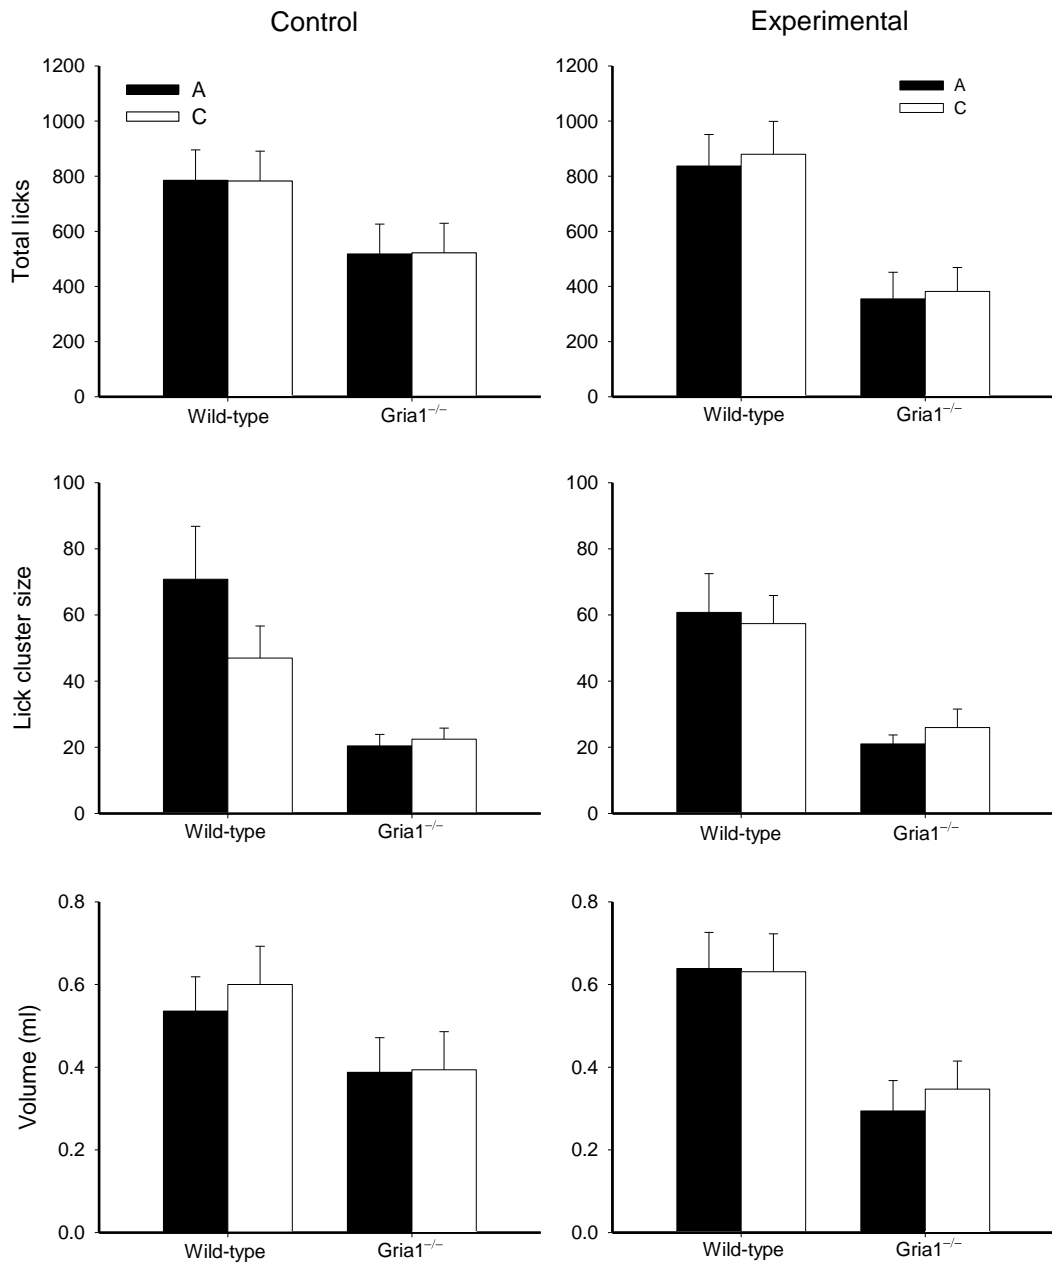 Control
Experimental
Total licks
1200
1000
800
600
400
200
0
A
C
Wild-type
Gria1⁻/⁻
1200
1000
800
600
400
200
0
A
C
Wild-type
Gria1⁻/⁻
Lick cluster size
100
80
60
40
20
0
Wild-type
Gria1⁻/⁻
100
80
60
40
20
0
Wild-type
Gria1⁻/⁻
Volume (ml)
0.8
0.6
0.4
0.2
0.0
Wild-type
Gria1⁻/⁻
0.8
0.6
0.4
0.2
0.0
Wild-type
Gria1⁻/⁻